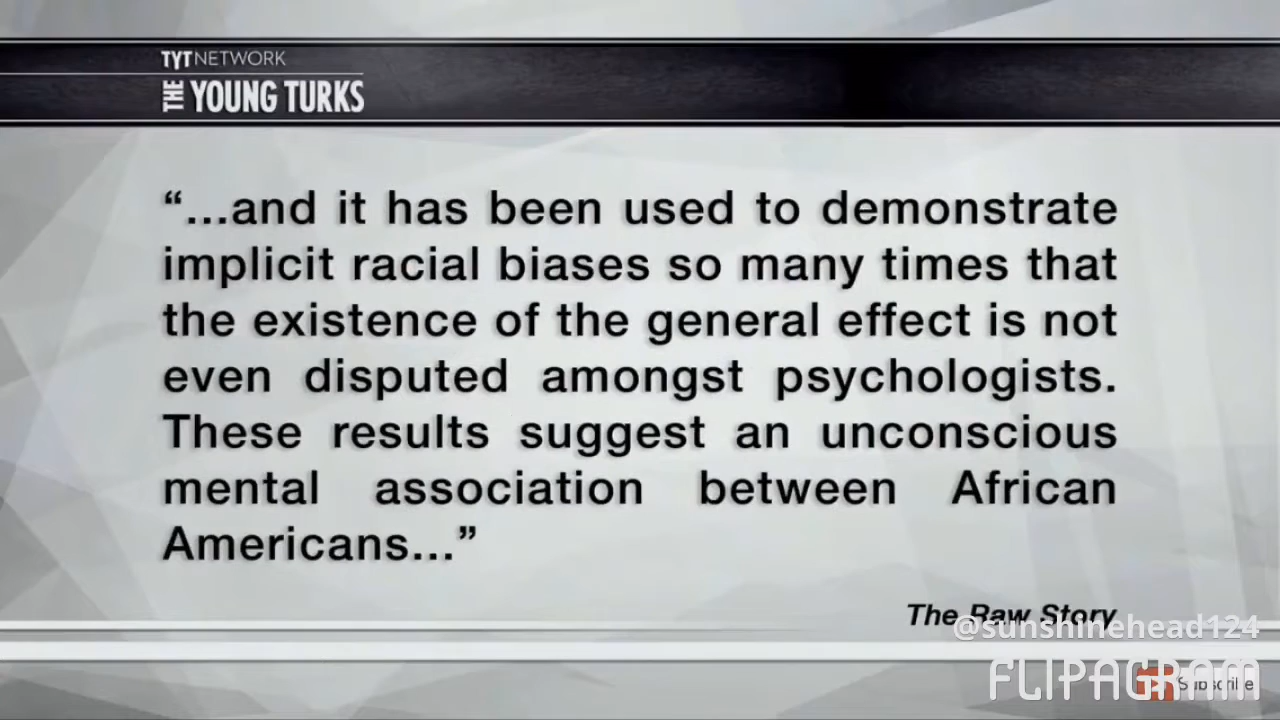 TYT NETWORK
THE YOUNG TURKS
“...and it has been used to demonstrate
implicit racial biases so many times that
the existence of the general effect is not
even disputed amongst psychologists.
These results suggest an unconscious
mental association between African
Americans...”
The Raw Story
@sunshinehead124
FLIPAGRAM
Subscribe